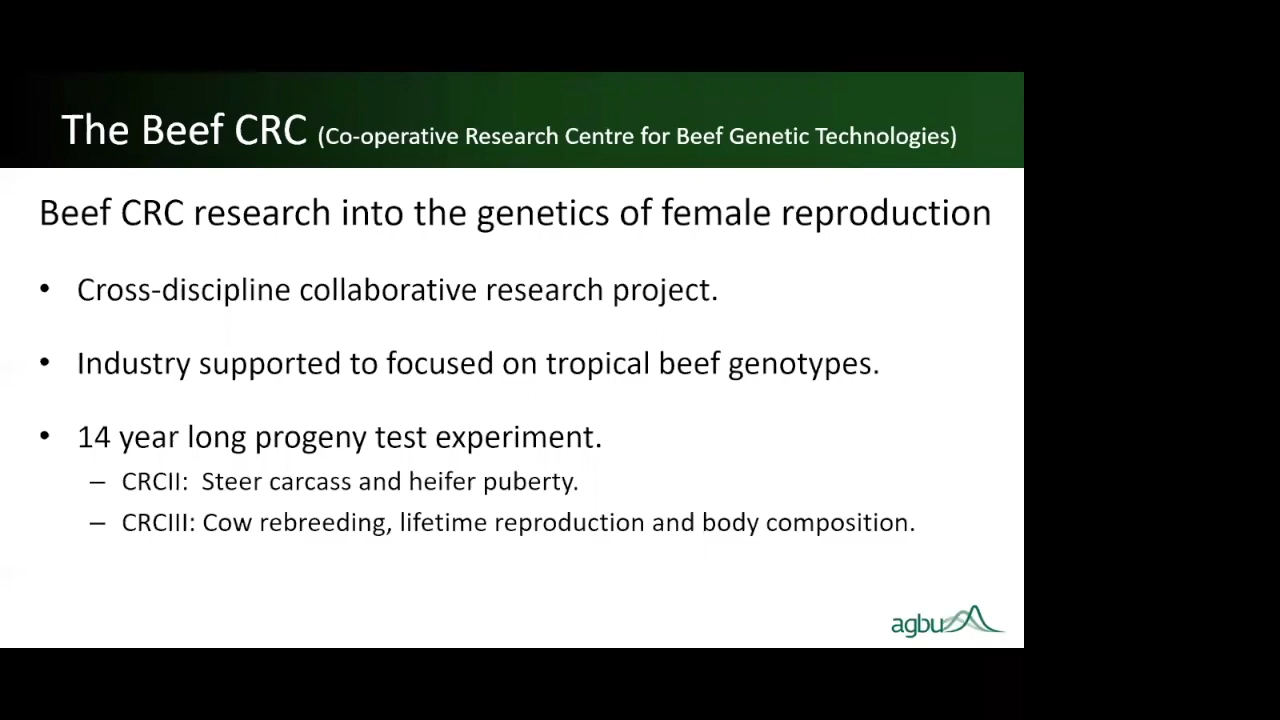 The Beef CRC (Co-operative Research Centre for Beef Genetic Technologies)
Beef CRC research into the genetics of female reproduction
• Cross-discipline collaborative research project.
• Industry supported to focused on tropical beef genotypes.
• 14 year long progeny test experiment.
– CRCII: Steer carcass and heifer puberty.
– CRCIII: Cow rebreeding, lifetime reproduction and body composition.
agbu